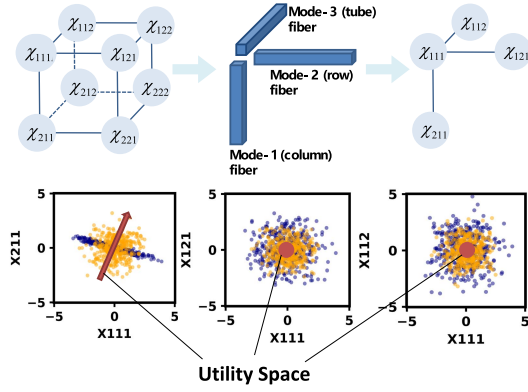 χ112
χ122
χ111
χ121
χ212
χ222
χ211
χ221
Mode- 3 (tube)
fiber
Mode- 2 (row)
fiber
Mode- 1 (column)
fiber
χ112
χ111
χ121
χ211
5
0
−5
−5 0 5
X211
X111
5
0
−5
−5 0 5
X121
X111
5
0
−5
−5 0 5
X112
X111
Utility Space